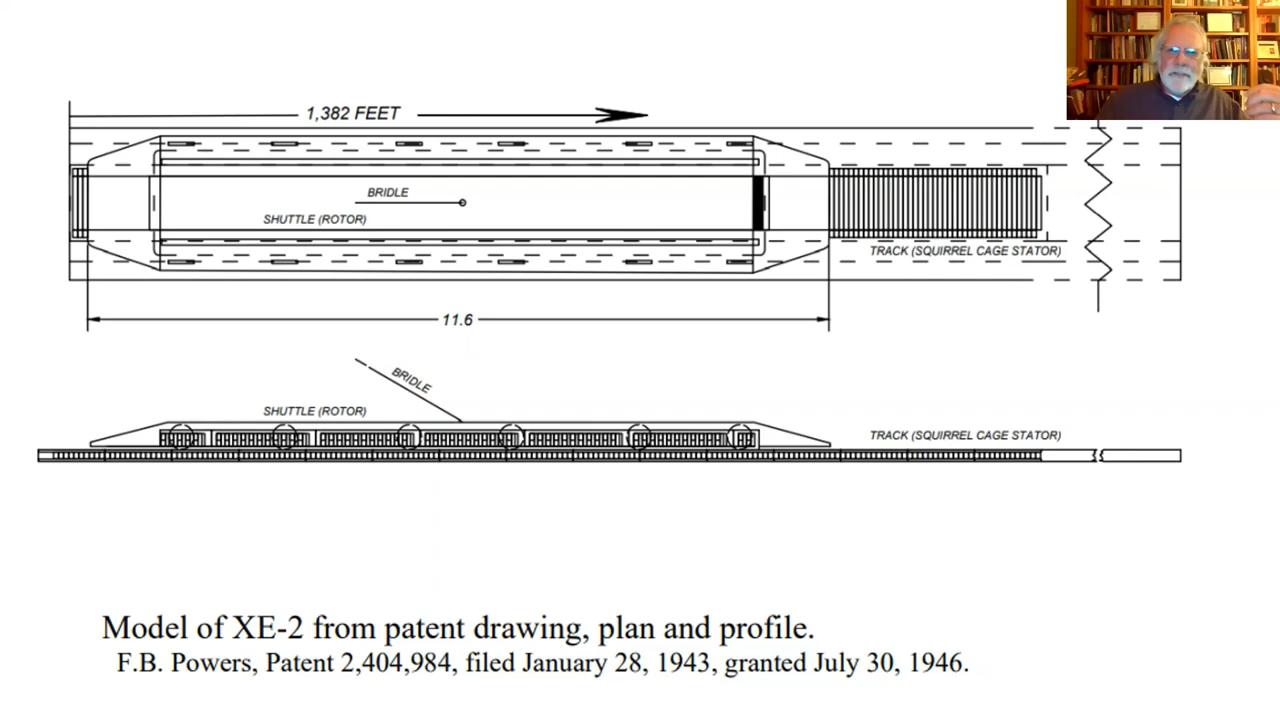 1,382 FEET
BRIDLE
SHUTTLE (ROTOR)
TRACK (SQUIRREL CAGE STATOR)
11.6
BRIDLE
SHUTTLE (ROTOR)
TRACK (SQUIRREL CAGE STATOR)
Model of XE-2 from patent drawing, plan and profile.
F.B. Powers, Patent 2,404,984, filed January 28, 1943, granted July 30, 1946.